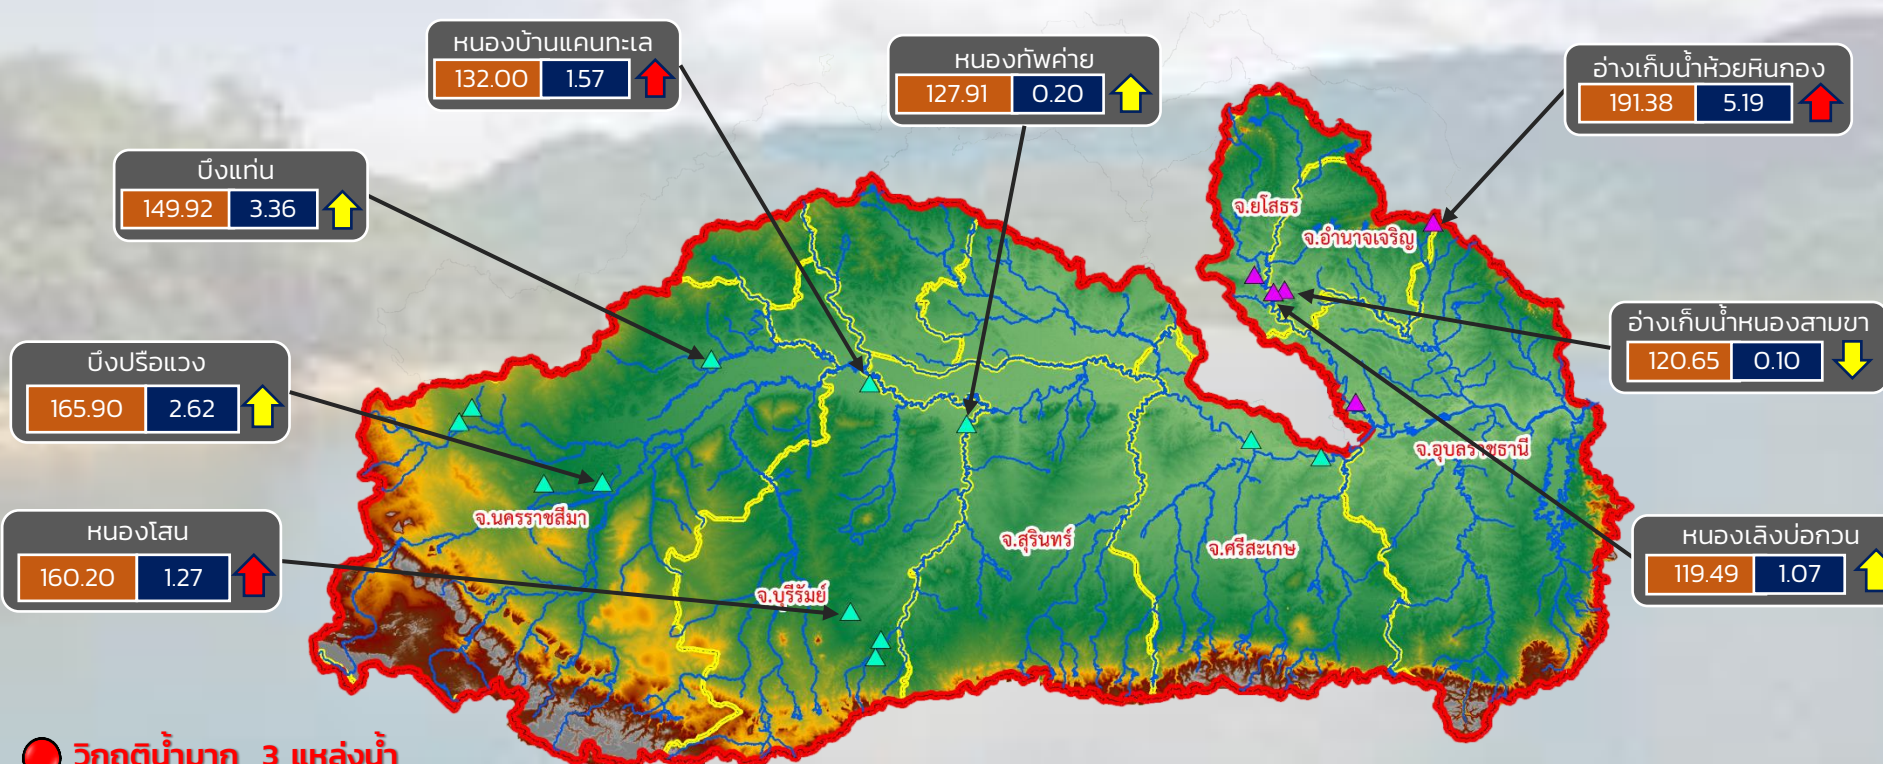 หนองบ้านแคนทะเล
132.00 1.57
หนองทัพค่าย
127.91 0.20
อ่างเก็บน้ำห้วยหินกอง
191.38 5.19
บึงแท่น
149.92 3.36
จ.ยโสธร
จ.อำนาจเจริญ
อ่างเก็บน้ำหนองสามขา
120.65 0.10
บึงปรือแวง
165.90 2.62
จ.อุบลราชธานี
จ.นครราชสีมา
หนองโสน
160.20 1.27
จ.สุรินทร์
จ.ศรีสะเกษ
หนองเลิงบ่อกวน
119.49 1.07
จ.บุรีรัมย์
วิกฤติน้ำมาก 3 แหล่งน้ำ